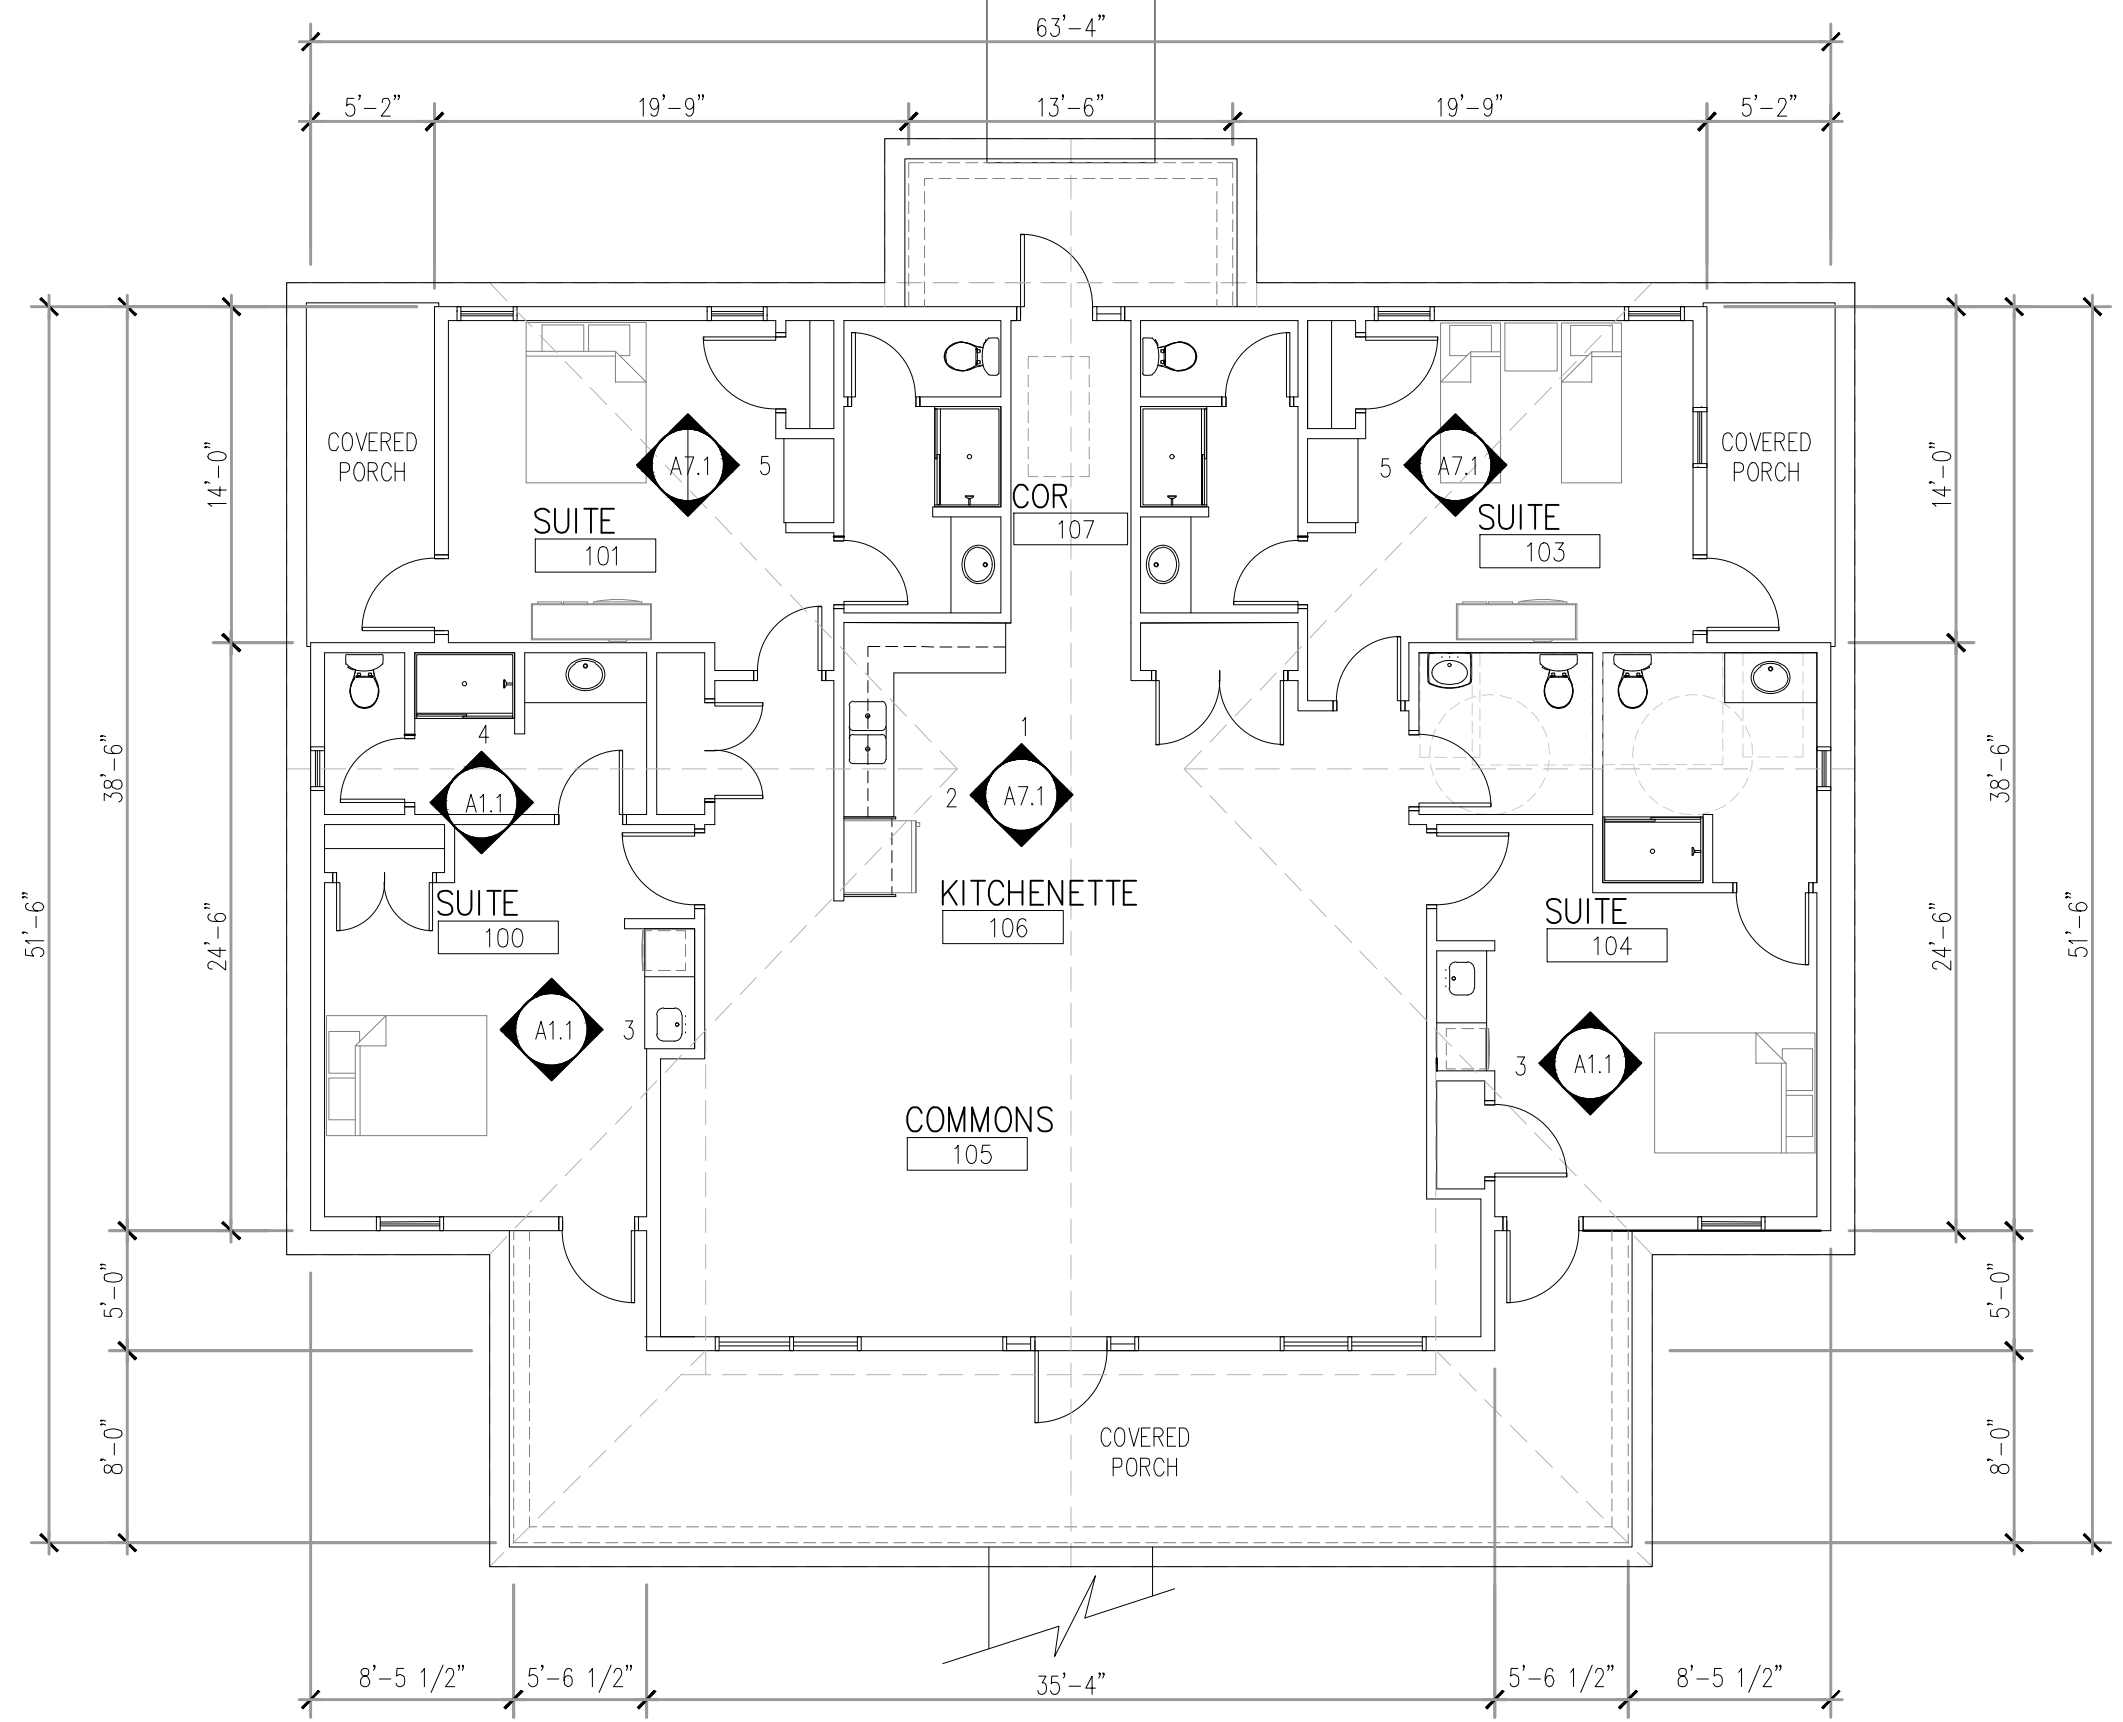 63'-4"
5'-2"
19'-9"
13'-6"
19'-9"
5'-2"
COVERED
PORCH
A7.1
5
SUITE
101
COR
107
5
A7.1
SUITE
103
COVERED
PORCH
14'-0"
14'-0"
4
A1.1
1
2
A7.1
38'-6"
38'-6"
KITCHENETTE
106
SUITE
100
SUITE
104
51'-6"
24'-6"
24'-6"
51'-6"
A1.1
3
3
A1.1
COMMONS
105
5'-0"
5'-0"
COVERED
PORCH
8'-0"
8'-0"
8'-5 1/2"
5'-6 1/2"
35'-4"
5'-6 1/2"
8'-5 1/2"